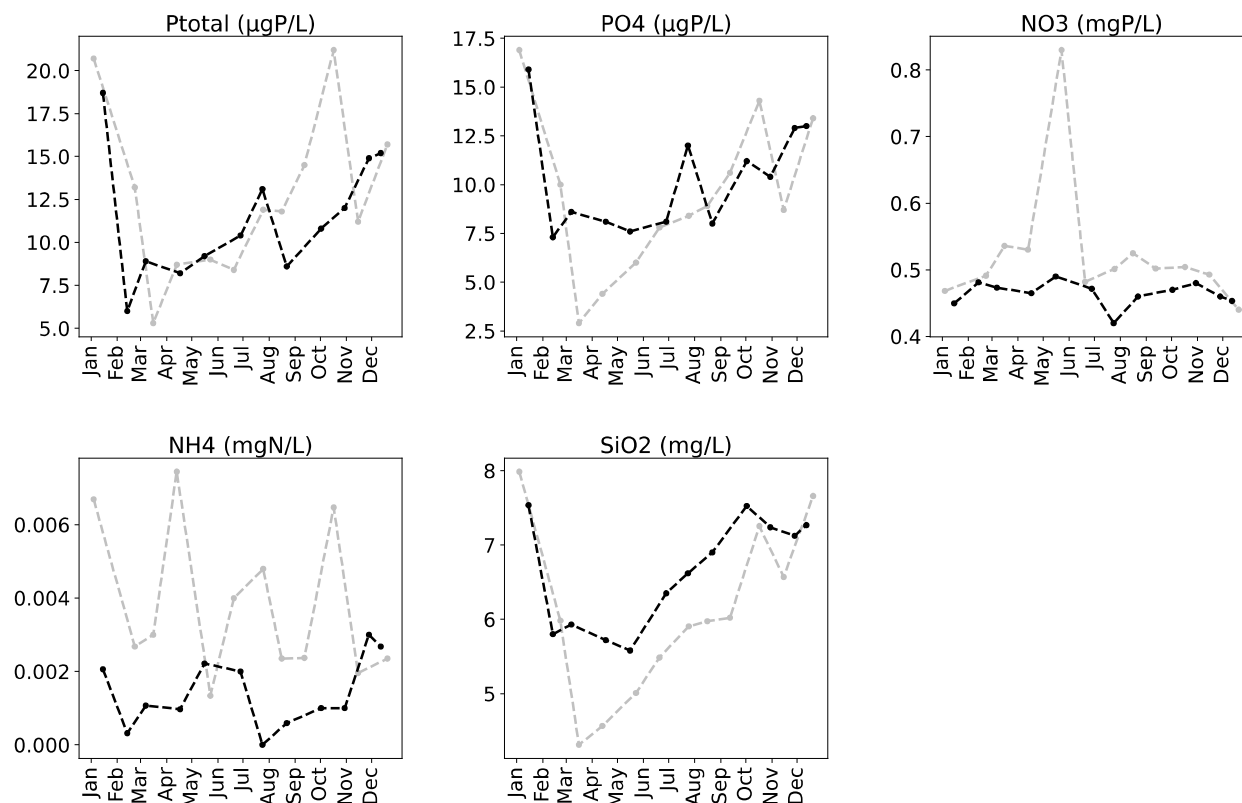 Ptotal (µgP/L)
20.0
17.5
15.0
12.5
10.0
7.5
5.0
Jan Feb Mar Apr May Jun Jul Aug Sep Oct Nov Dec
PO4 (µgP/L)
17.5
15.0
12.5
10.0
7.5
5.0
2.5
Jan Feb Mar Apr May Jun Jul Aug Sep Oct Nov Dec
NO3 (mgP/L)
0.8
0.7
0.6
0.5
0.4
Jan Feb Mar Apr May Jun Jul Aug Sep Oct Nov Dec
NH4 (mgN/L)
0.006
0.004
0.002
0.000
Jan Feb Mar Apr May Jun Jul Aug Sep Oct Nov Dec
SiO2 (mg/L)
8
7
6
5
Jan Feb Mar Apr May Jun Jul Aug Sep Oct Nov Dec